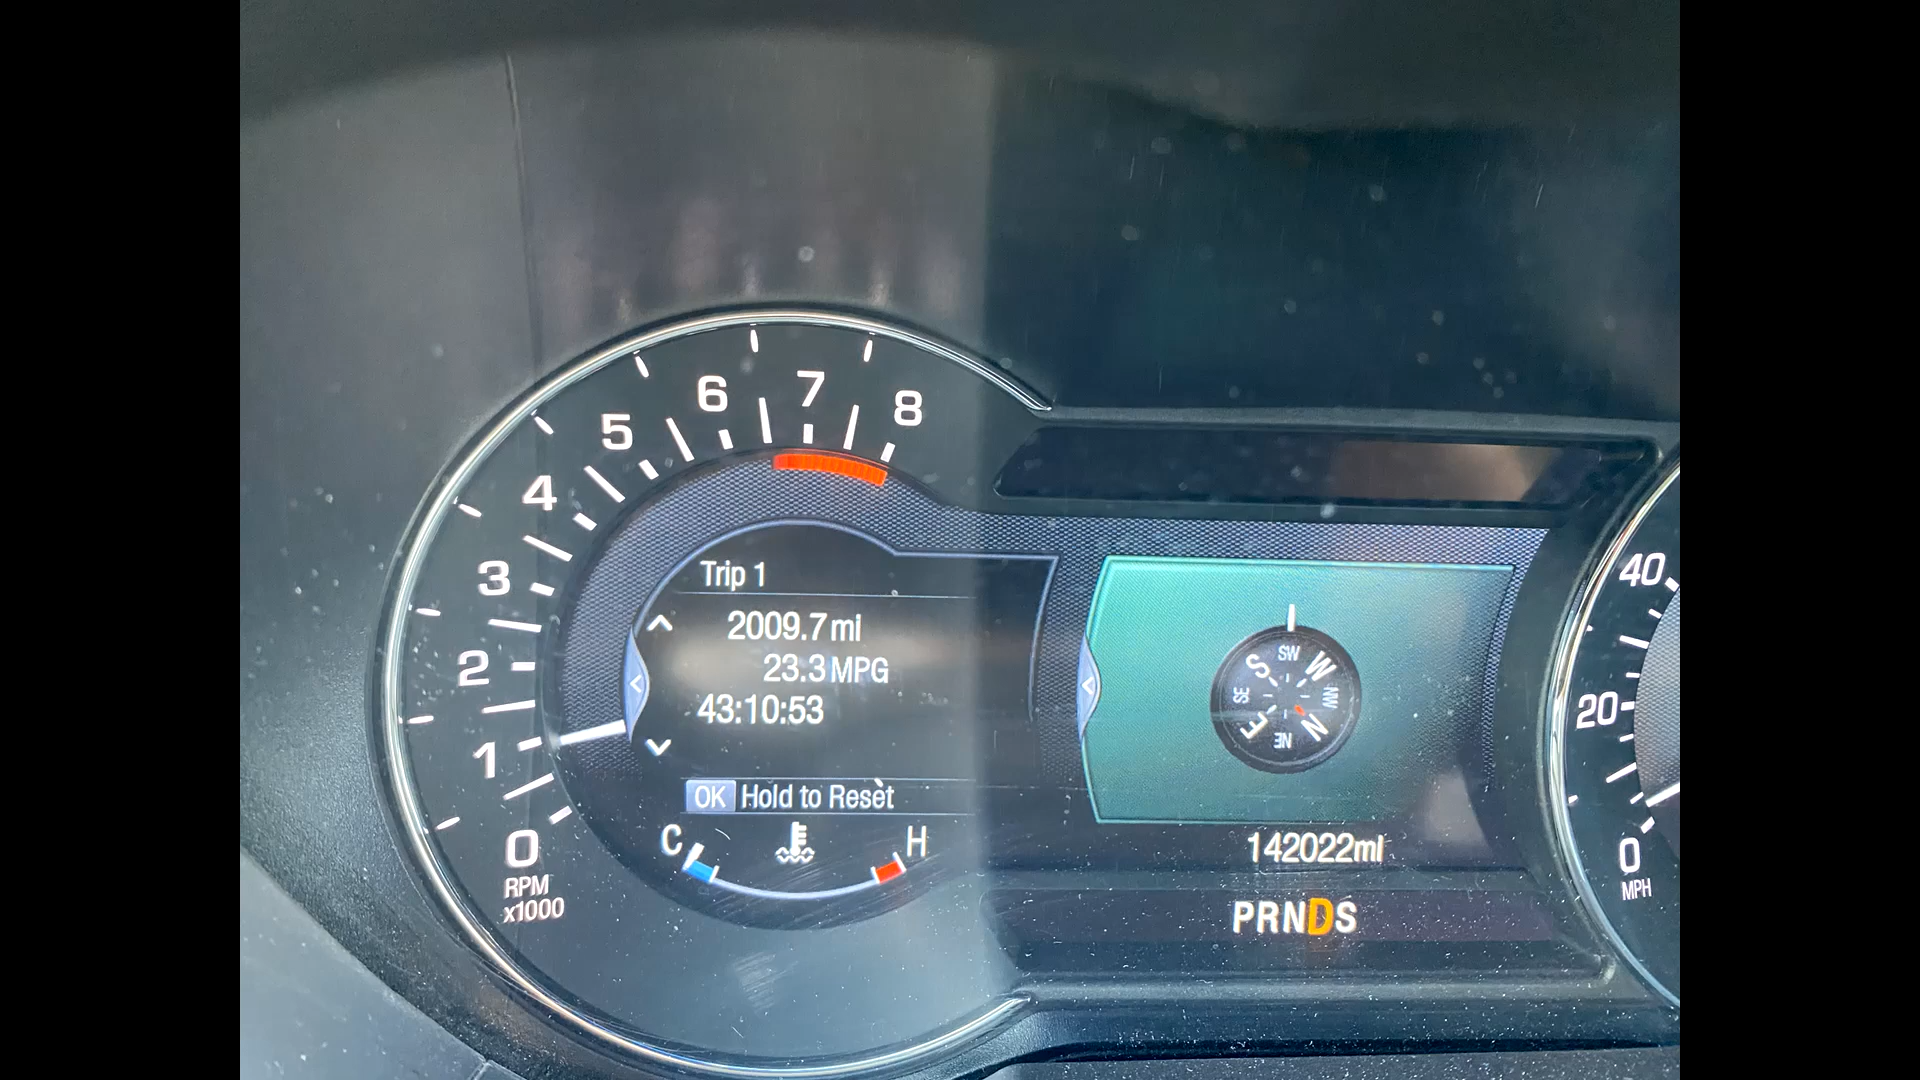 8
7
6
5
4
3
2
1
0
RPM
x1000
Trip 1
2009.7 mi
23.3 MPG
43:10:53
OK Hold to Reset
C H
SW
S W
SE NW
E N
NE
142022mi
PRNDS
40
20
0
MPH